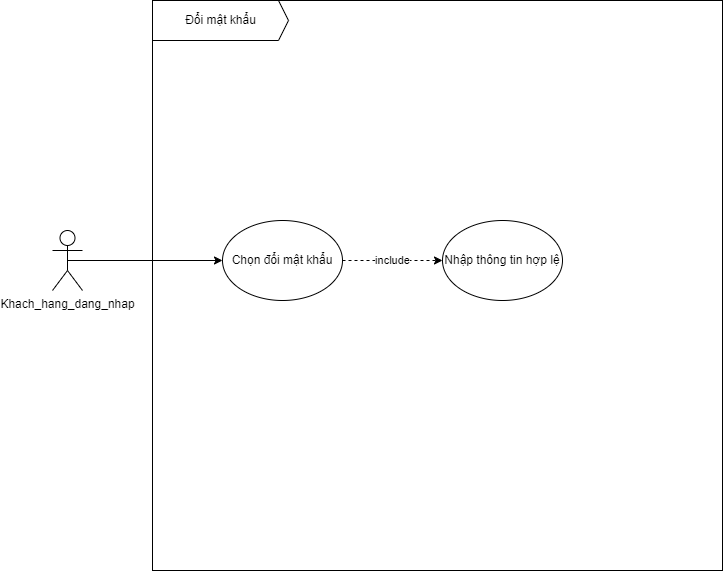 Đổi mật khẩu
Chọn đổi mật khẩu
include
Nhập thông tin hợp lệ
Khach_hang_dang_nhap